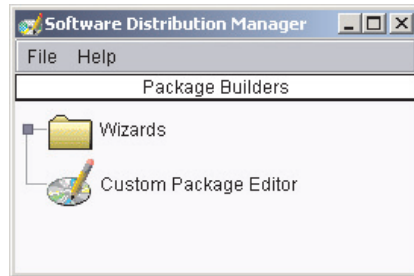 Software Distribution Manager
File Help
Package Builders
Wizards
Custom Package Editor